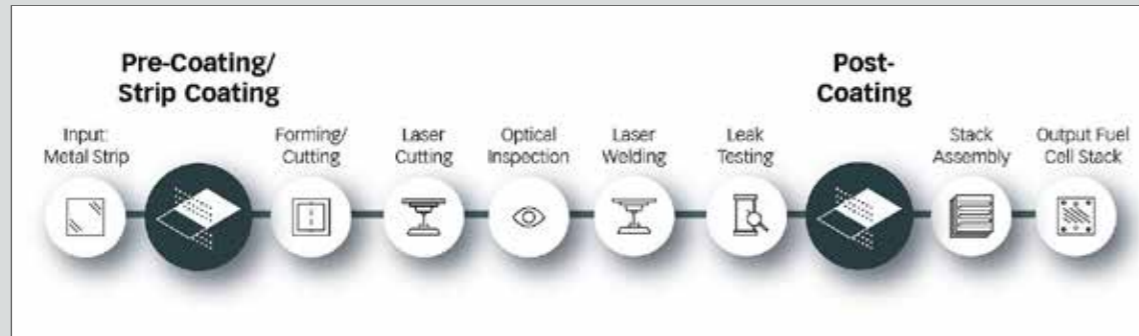 Pre-Coating/
Strip Coating
Post-
Coating
Input:
Metal Strip
Forming/
Cutting
Laser
Cutting
Optical
Inspection
Laser
Welding
Leak
Testing
Stack
Assembly
Output Fuel
Cell Stack